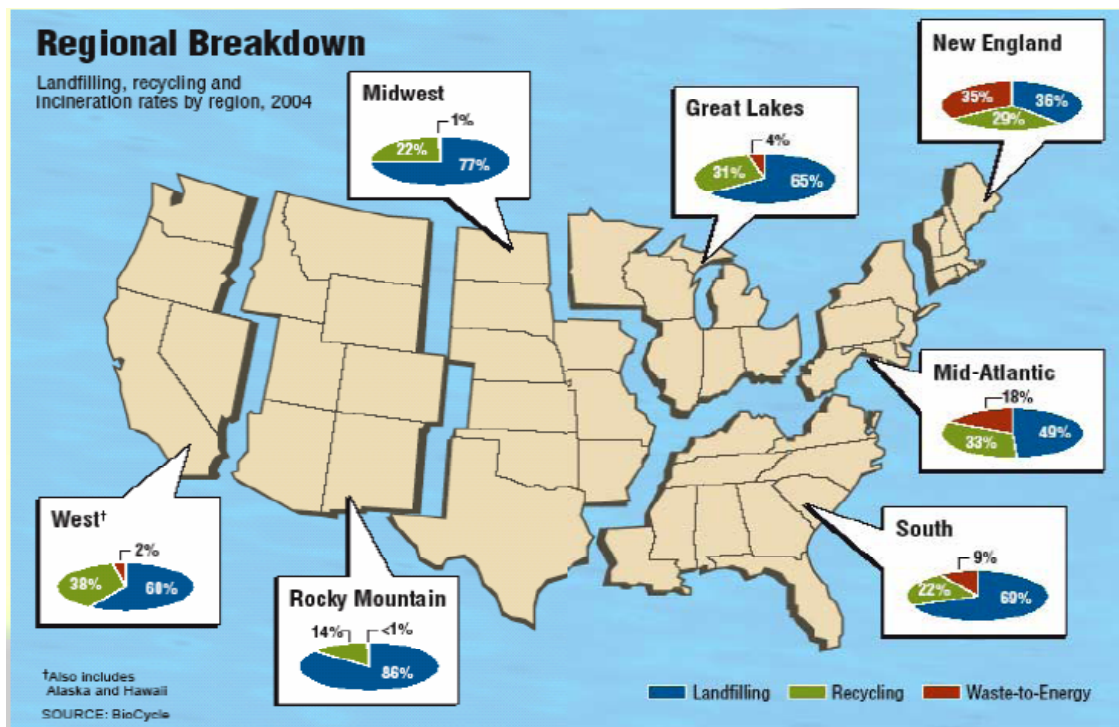 Regional Breakdown
Landfilling, recycling and
incineration rates by region, 2004
Midwest
1%
22%
77%
Great Lakes
4%
31%
65%
New England
35%
36%
29%
Mid-Atlantic
18%
33%
49%
West†
2%
38%
60%
Rocky Mountain
14%
<1%
86%
South
9%
22%
69%
†Also includes
Alaska and Hawaii
SOURCE: BioCycle
Landfilling
Recycling
Waste-to-Energy